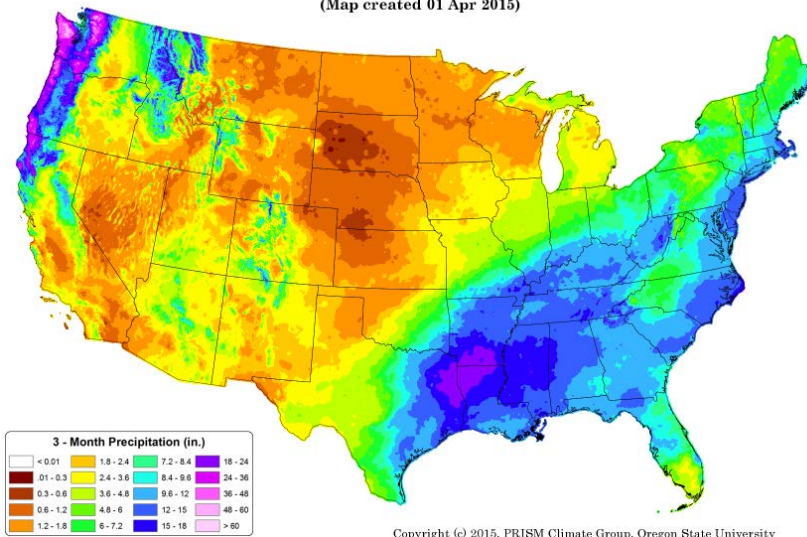 (Map created 01 Apr 2015)
3 - Month Precipitation (in.)
< 0.01
.01 - 0.3
0.3 - 0.6
0.6 - 1.2
1.2 - 1.8
1.8 - 2.4
2.4 - 3.6
3.6 - 4.8
4.8 - 6
6 - 7.2
7.2 - 8.4
8.4 - 9.6
9.6 - 12
12 - 15
15 - 18
18 - 24
24 - 36
36 - 48
48 - 60
> 60
Copyright (c) 2015, PRISM Climate Group, Oregon State University